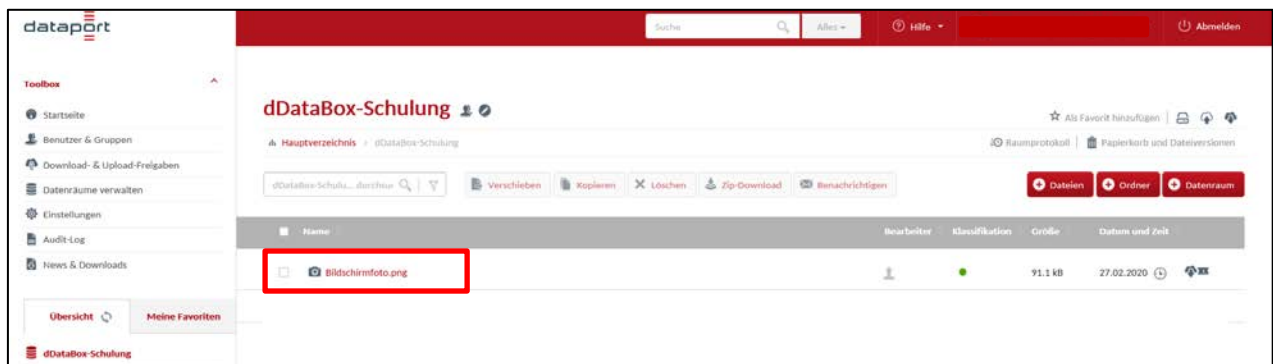 dataport
Suche Alles Hilfe Abmelden
Toolbox
Startseite
Benutzer & Gruppen
Download- & Upload-Freigaben
Datenräume verwalten
Einstellungen
Audit-Log
News & Downloads
Übersicht Meine Favoriten
dDataBox-Schulung
dDataBox-Schulung
Als Favorit hinzufügen
Hauptverzeichnis / dDataBox-Schulung
Raumprotokoll Papierkorb und Dateiversionen
dDataBox-Schulu... durchsu Verschieben Kopieren Löschen Zip-Download Benachrichtigen Dateien Ordner Datenraum
Name Bearbeiter Klassifikation Größe Datum und Zeit
Bildschirmfoto.png 91.1 kB 27.02.2020